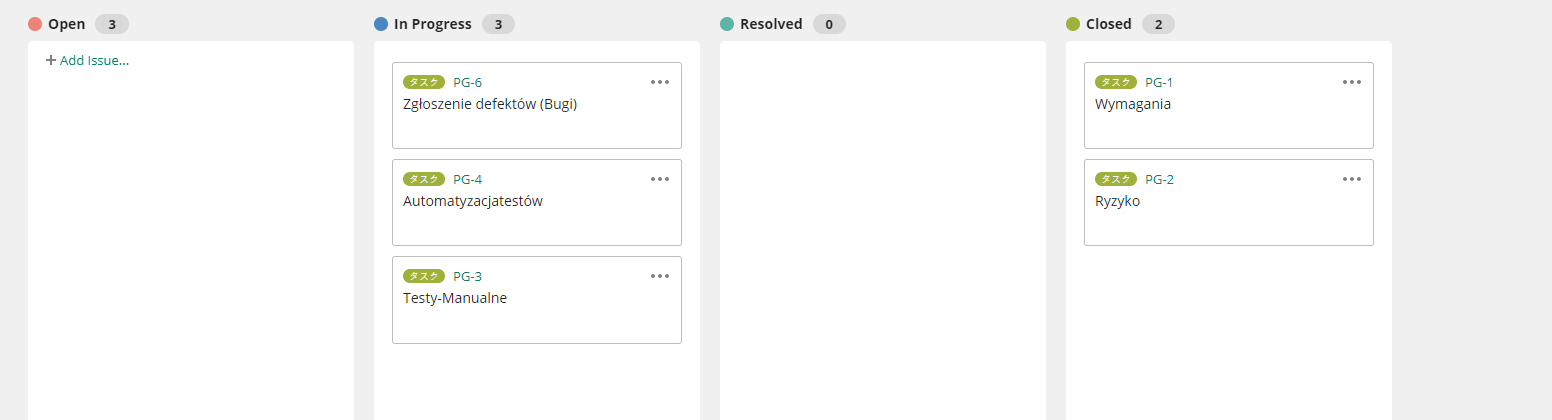 Open 3
Add Issue...
In Progress 3
タスク PG-6
Zgłoszenie defektów (Bugi)
タスク PG-4
Automatyzacjatestów
タスク PG-3
Testy-Manualne
Resolved 0
Closed 2
タスク PG-1
Wymagania
タスク PG-2
Ryzyko